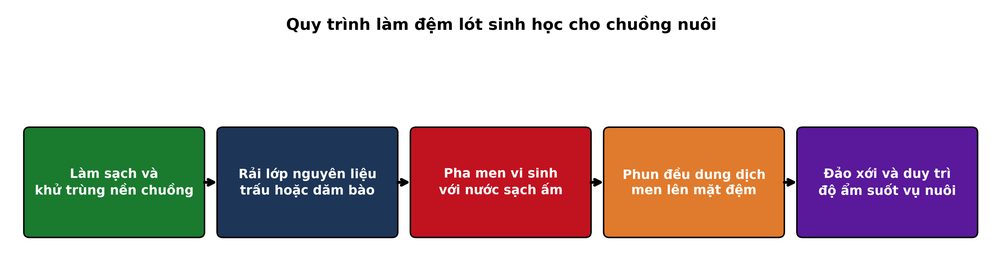 Quy trình làm đệm lót sinh học cho chuồng nuôi
Làm sạch và
khử trùng nền chuồng
Rải lớp nguyên liệu
trấu hoặc dăm bào
Pha men vi sinh
với nước sạch ấm
Phun đều dung dịch
men lên mặt đệm
Đảo xới và duy trì
độ ẩm suốt vụ nuôi